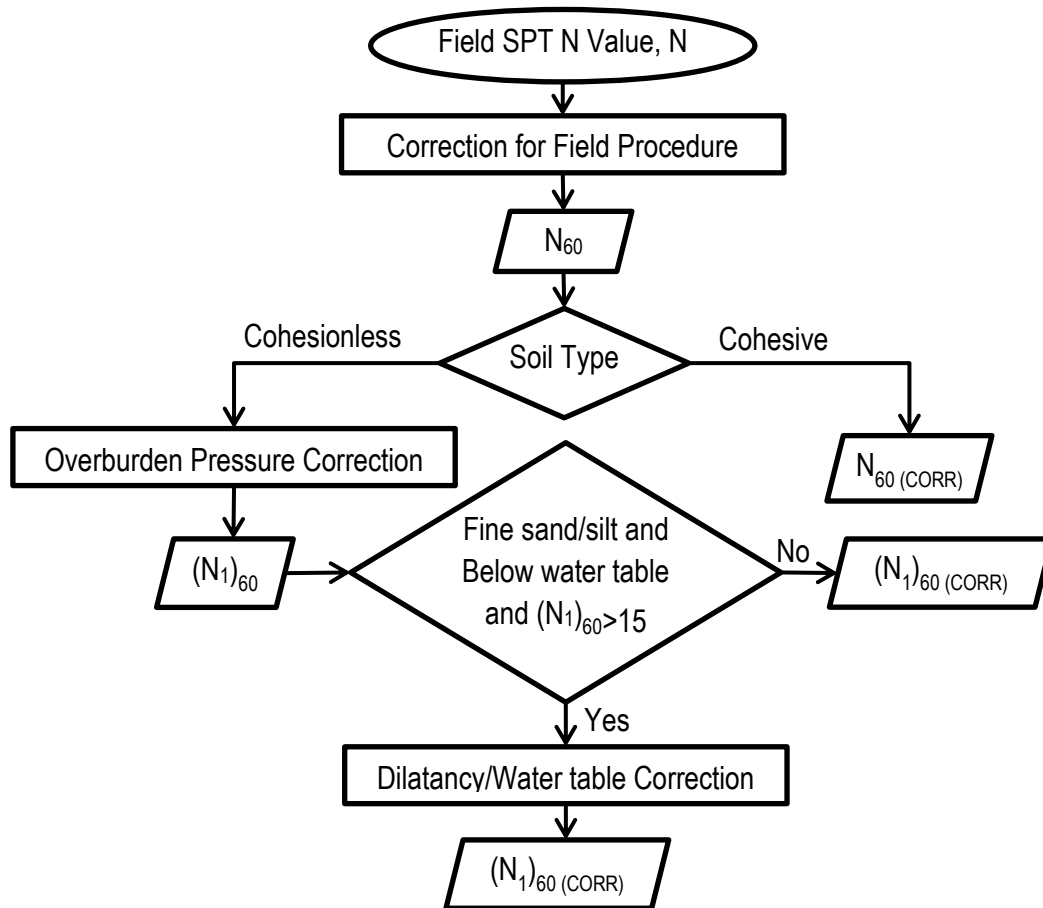 Field SPT N Value, N
Correction for Field Procedure
N₆₀
Cohesionless
Soil Type
Cohesive
Overburden Pressure Correction
N₆₀ (CORR)
(N₁)₆₀
Fine sand/silt and
Below water table
and (N₁)₆₀>15
No
(N₁)₆₀ (CORR)
Yes
Dilatancy/Water table Correction
(N₁)₆₀ (CORR)